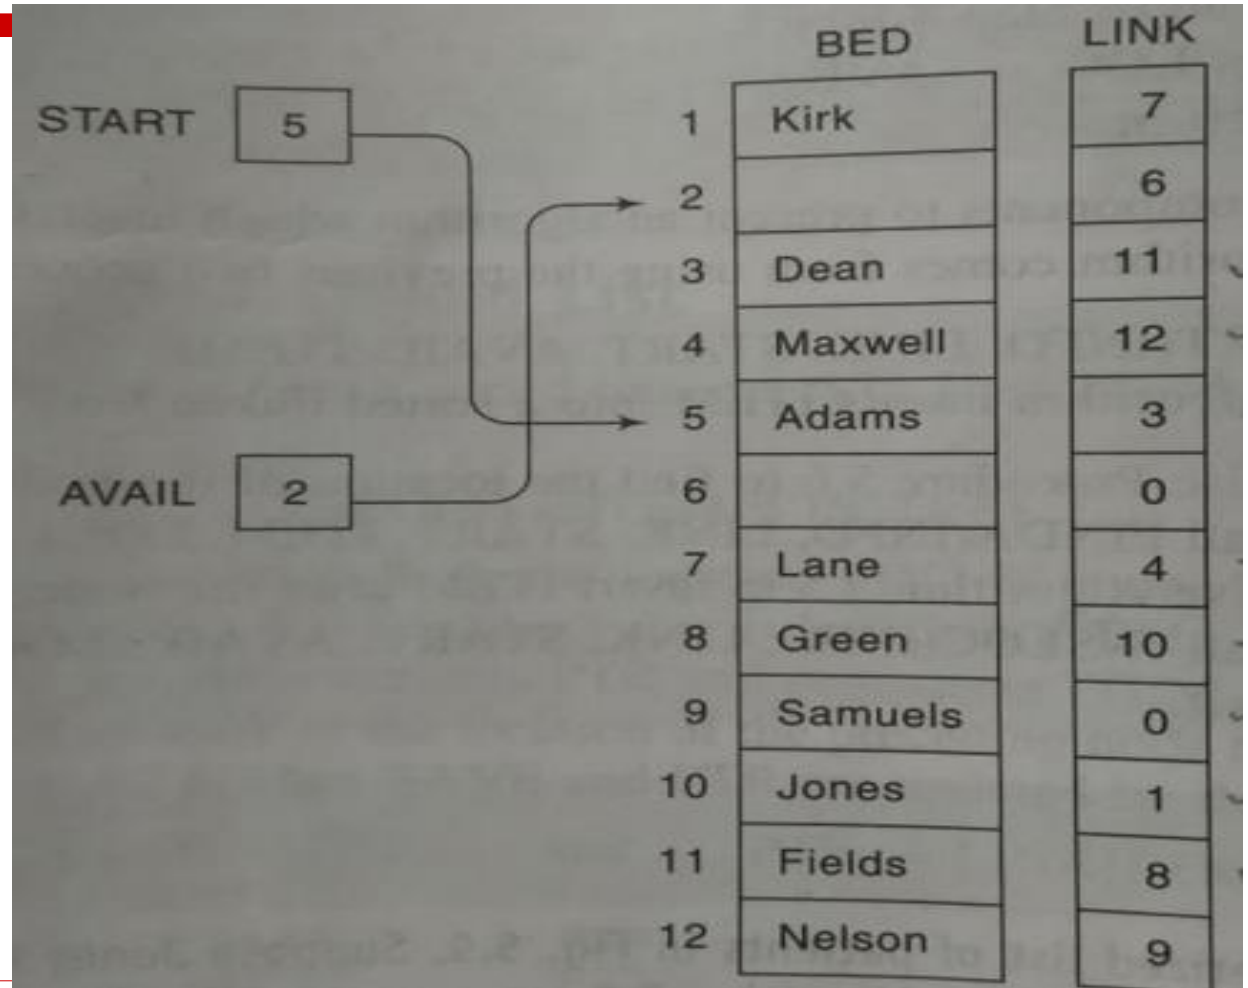 BED LINK
START 5
1 Kirk 7
2 6
3 Dean 11
4 Maxwell 12
5 Adams 3
AVAIL 2
6 0
7 Lane 4
8 Green 10
9 Samuels 0
10 Jones 1
11 Fields 8
12 Nelson 9